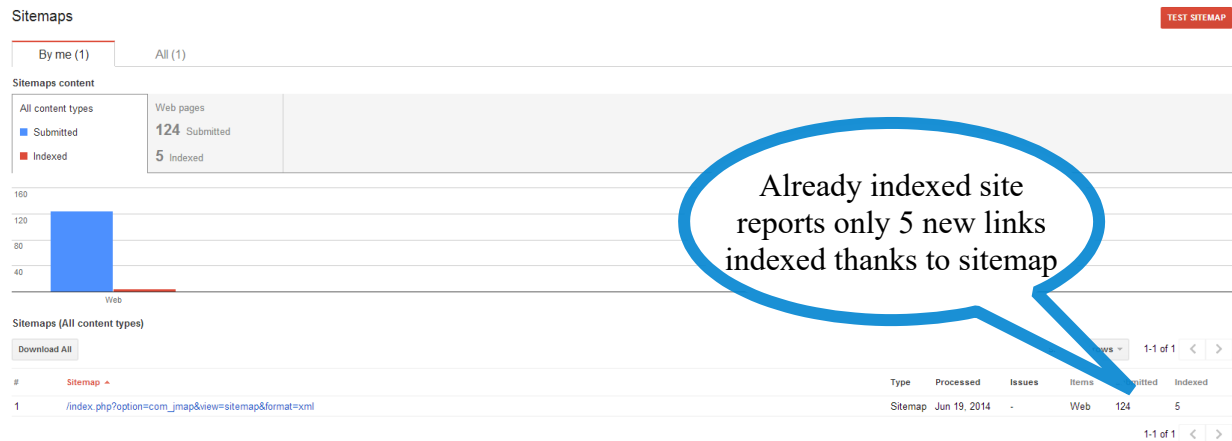 Sitemaps
TEST SITEMAP
By me (1) All (1)
Sitemaps content
All content types Web pages
Submitted 124 Submitted
Indexed 5 Indexed
Already indexed site
reports only 5 new links
indexed thanks to sitemap
160
120
80
40
Web
Sitemaps (All content types)
Download All 1-1 of 1
# Sitemap Type Processed Issues Items Indexed
1 /index.php?option=com_jmap&view=sitemap&format=xml Sitemap Jun 19, 2014 - Web 124 5
1-1 of 1